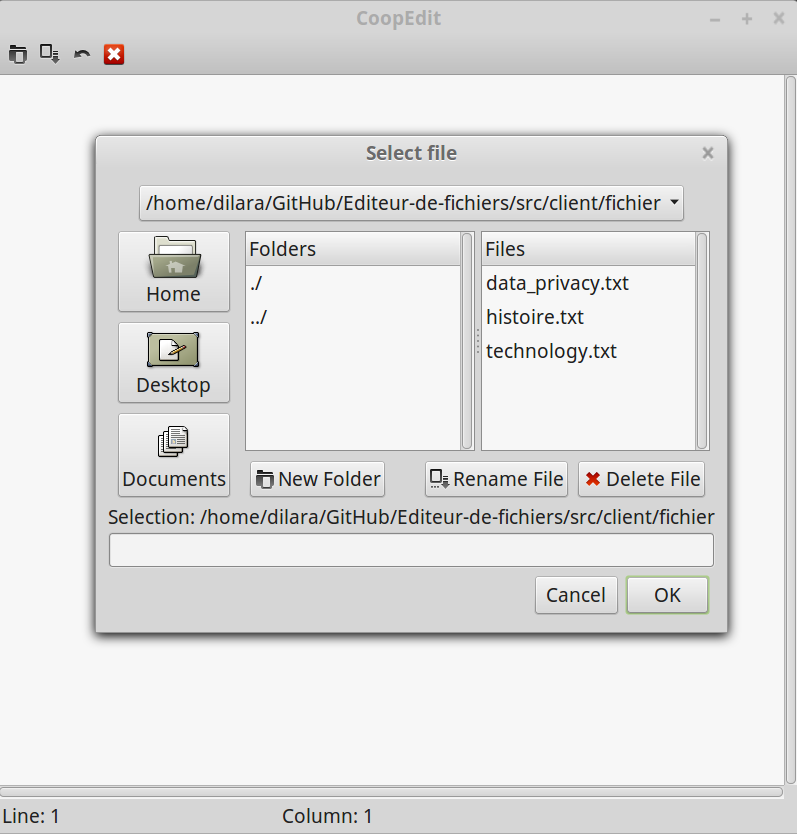 CoopEdit
Select file
/home/dilara/GitHub/Editeur-de-fichiers/src/client/fichier
Home
Desktop
Documents
Folders
./
../
Files
data_privacy.txt
histoire.txt
technology.txt
New Folder
Rename File
Delete File
Selection: /home/dilara/GitHub/Editeur-de-fichiers/src/client/fichier
Cancel
OK
Line: 1
Column: 1